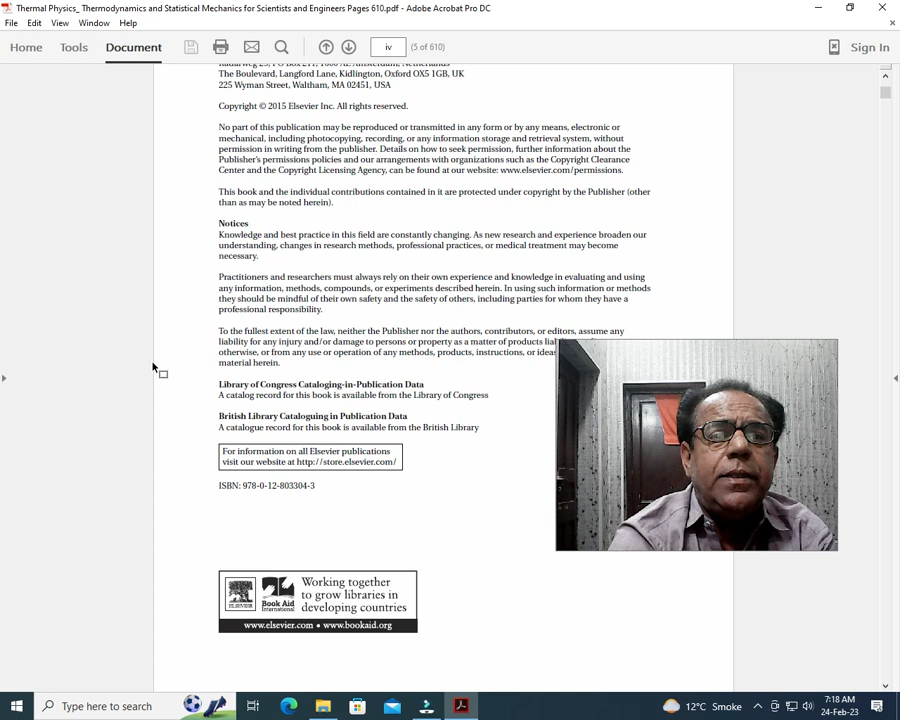 Thermal Physics_ Thermodynamics and Statistical Mechanics for Scientists and Engineers Pages 610.pdf - Adobe Acrobat Pro DC
File Edit View Window Help
Home Tools Document iv (5 of 610) Sign In
Radarweg 29, PO Box 211, 1000 AE Amsterdam, Netherlands
The Boulevard, Langford Lane, Kidlington, Oxford OX5 1GB, UK
225 Wyman Street, Waltham, MA 02451, USA
Copyright © 2015 Elsevier Inc. All rights reserved.
No part of this publication may be reproduced or transmitted in any form or by any means, electronic or
mechanical, including photocopying, recording, or any information storage and retrieval system, without
permission in writing from the publisher. Details on how to seek permission, further information about the
Publisher's permissions policies and our arrangements with organizations such as the Copyright Clearance
Center and the Copyright Licensing Agency, can be found at our website: www.elsevier.com/permissions.
This book and the individual contributions contained in it are protected under copyright by the Publisher (other
than as may be noted herein).
Notices
Knowledge and best practice in this field are constantly changing. As new research and experience broaden our
understanding, changes in research methods, professional practices, or medical treatment may become
necessary.
Practitioners and researchers must always rely on their own experience and knowledge in evaluating and using
any information, methods, compounds, or experiments described herein. In using such information or methods
they should be mindful of their own safety and the safety of others, including parties for whom they have a
professional responsibility.
To the fullest extent of the law, neither the Publisher nor the authors, contributors, or editors, assume any
liability for any injury and/or damage to persons or property as a matter of products
otherwise, or from any use or operation of any methods, products, instructions, or ideas
material herein.
Library of Congress Cataloging-in-Publication Data
A catalog record for this book is available from the Library of Congress
British Library Cataloguing in Publication Data
A catalogue record for this book is available from the British Library
For information on all Elsevier publications
visit our website at http://store.elsevier.com/
ISBN: 978-0-12-803304-3
Working together
to grow libraries in
developing countries
ELSEVIER
Book Aid
International
www.elsevier.com • www.bookaid.org
Type here to search
12°C Smoke
7:18 AM
24-Feb-23